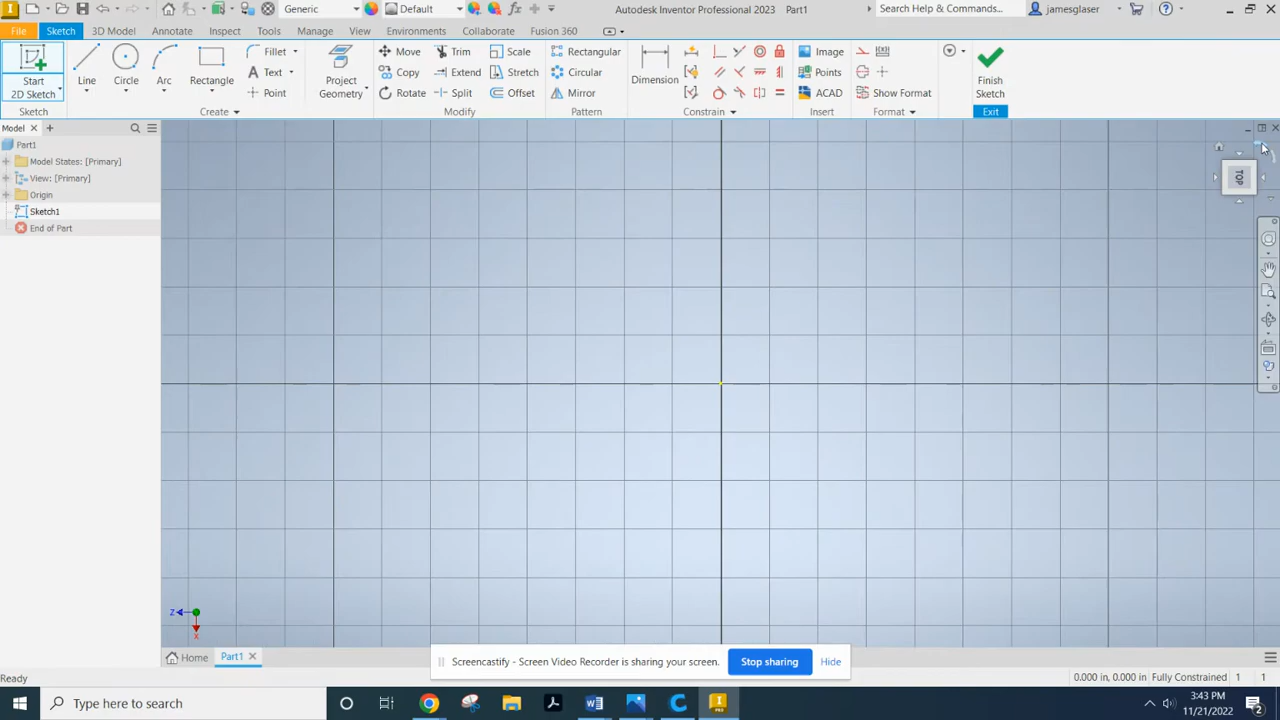 Generic Default fx Autodesk Inventor Professional 2023 Part1 Search Help & Commands... jamesglaser
File Sketch 3D Model Annotate Inspect Tools Manage View Environments Collaborate Fusion 360
Start 2D Sketch
Line Circle Arc Rectangle
Fillet
Text
Point
Project Geometry
Move Trim Scale
Copy Extend Stretch
Rotate Split Offset
Rectangular
Circular
Mirror
Dimension
Image
Points
ACAD
Show Format
Finish Sketch
Sketch Create Modify Pattern Constrain Insert Format Exit
Model
Part1
Model States: [Primary]
View: [Primary]
Origin
Sketch1
End of Part
TOP
Z
X
Home Part1
Screencastify - Screen Video Recorder is sharing your screen. Stop sharing Hide
Ready 0.000 in, 0.000 in Fully Constrained 1 1
Type here to search
3:43 PM
11/21/2022
2